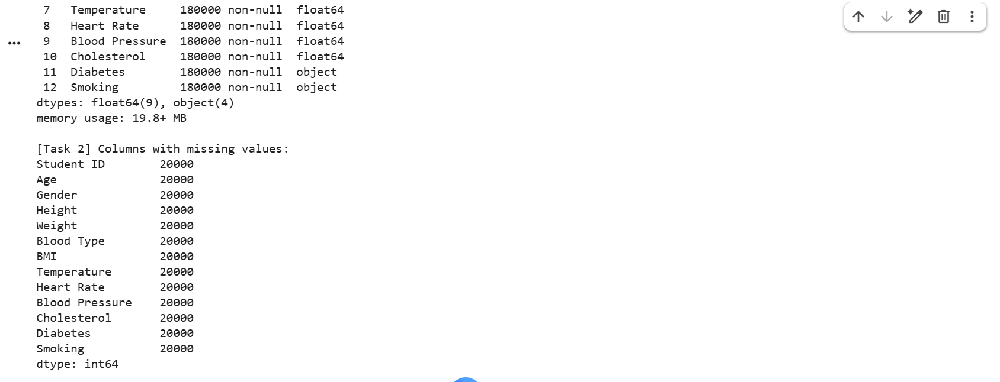 7 Temperature 180000 non-null float64
8 Heart Rate 180000 non-null float64
9 Blood Pressure 180000 non-null float64
10 Cholesterol 180000 non-null float64
11 Diabetes 180000 non-null object
12 Smoking 180000 non-null object
dtypes: float64(9), object(4)
memory usage: 19.8+ MB
[Task 2] Columns with missing values:
Student ID 20000
Age 20000
Gender 20000
Height 20000
Weight 20000
Blood Type 20000
BMI 20000
Temperature 20000
Heart Rate 20000
Blood Pressure 20000
Cholesterol 20000
Diabetes 20000
Smoking 20000
dtype: int64